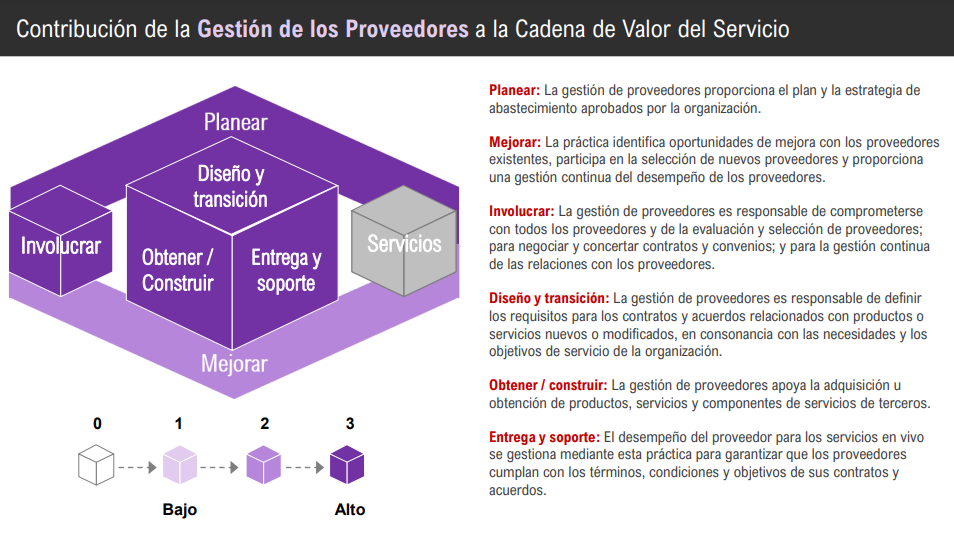 Contribución de la Gestión de los Proveedores a la Cadena de Valor del Servicio
Planear
Diseño y
transición
Involucrar
Obtener /
Construir
Entrega y
soporte
Servicios
Mejorar
0
1
2
3
Bajo
Alto
Planear: La gestión de proveedores proporciona el plan y la estrategia de
abastecimiento aprobados por la organización.
Mejorar: La práctica identifica oportunidades de mejora con los proveedores
existentes, participa en la selección de nuevos proveedores y proporciona
una gestión continua del desempeño de los proveedores.
Involucrar: La gestión de proveedores es responsable de comprometerse
con todos los proveedores y de la evaluación y selección de proveedores;
para negociar y concertar contratos y convenios; y para la gestión continua
de las relaciones con los proveedores.
Diseño y transición: La gestión de proveedores es responsable de definir
los requisitos para los contratos y acuerdos relacionados con productos o
servicios nuevos o modificados, en consonancia con las necesidades y los
objetivos de servicio de la organización.
Obtener / construir: La gestión de proveedores apoya la adquisición u
obtención de productos, servicios y componentes de servicios de terceros.
Entrega y soporte: El desempeño del proveedor para los servicios en vivo
se gestiona mediante esta práctica para garantizar que los proveedores
cumplan con los términos, condiciones y objetivos de sus contratos y
acuerdos.